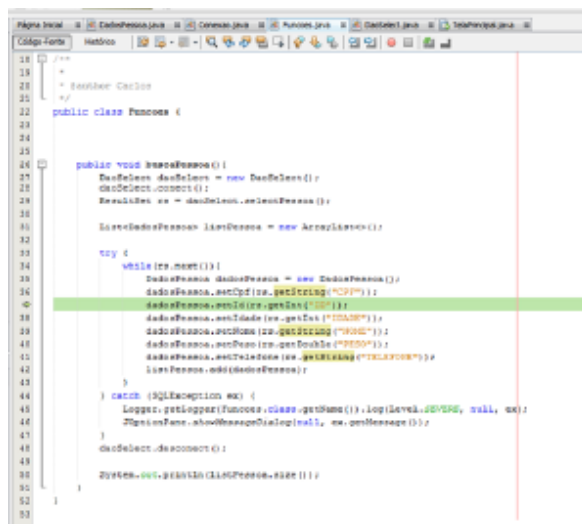 Página Inicial DadosPessoa.java Conexao.java Funcoes.java DaoSelect.java TelaPrincipal.java
Código-Fonte Histórico
18 /**
19 *
20 * @author Carlos
21 */
22 public class Funcoes {
23
24
25
26 public void buscaPessoa(){
27 DaoSelect daoSelect = new DaoSelect();
28 daoSelect.conect();
29 ResultSet rs = daoSelect.selectPessoa();
30
31 List<DadosPessoa> listPessoa = new ArrayList<>();
32
33 try {
34 while(rs.next()){
35 DadosPessoa dadosPessoa = new DadosPessoa();
36 dadosPessoa.setCpf(rs.getString("CPF"));
dadosPessoa.setId(rs.getInt("ID"));
38 dadosPessoa.setIdade(rs.getInt("IDADE"));
39 dadosPessoa.setNome(rs.getString("NOME"));
40 dadosPessoa.setPeso(rs.getDouble("PESO"));
41 dadosPessoa.setTelefone(rs.getString("TELEFONE"));
42 listPessoa.add(dadosPessoa);
43 }
44 } catch (SQLException ex) {
45 Logger.getLogger(Funcoes.class.getName()).log(Level.SEVERE, null, ex);
46 JOptionPane.showMessageDialog(null, ex.getMessage());
47 }
48 daoSelect.desconect();
49
50 System.out.println(listPessoa.size());
51 }
52 }
53